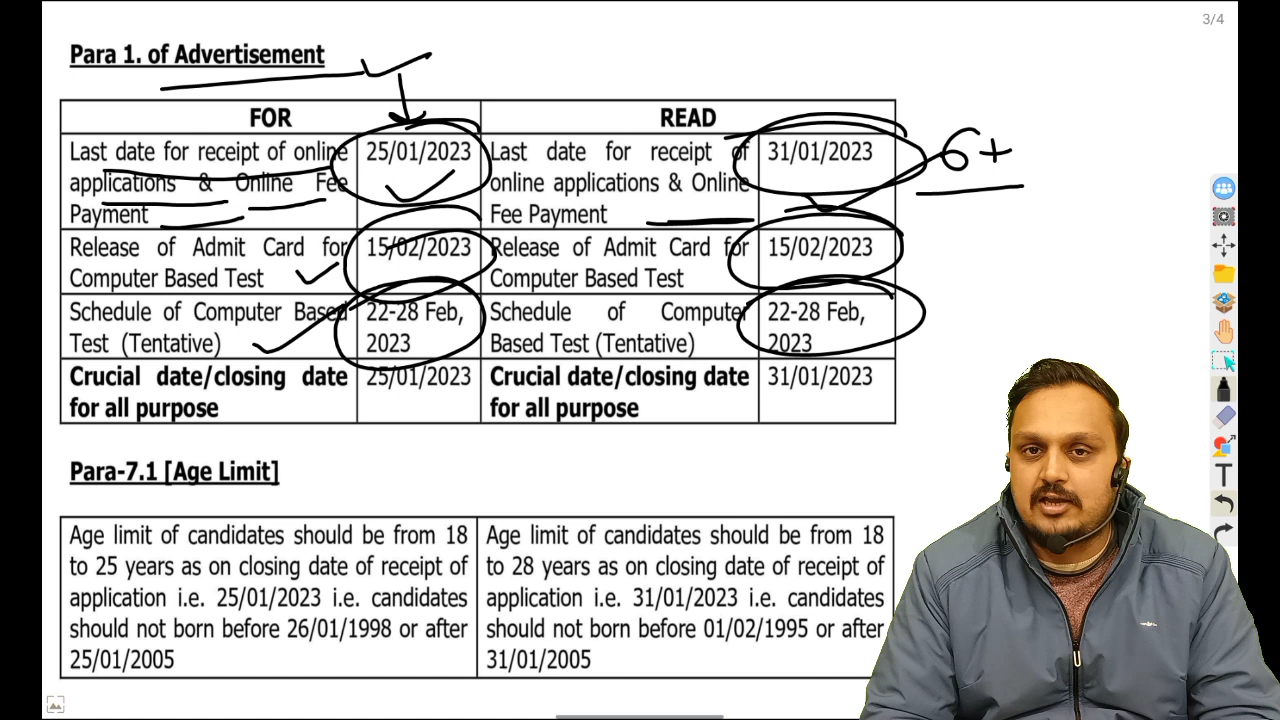 3/4
Para 1. of Advertisement
FOR READ
Last date for receipt of online 25/01/2023 Last date for receipt of 31/01/2023
applications & Online Fee online applications & Online
Payment Fee Payment
6+
Release of Admit Card for 15/02/2023 Release of Admit Card for 15/02/2023
Computer Based Test Computer Based Test
Schedule of Computer Based 22-28 Feb, Schedule of Computer 22-28 Feb,
Test (Tentative) 2023 Based Test (Tentative) 2023
Crucial date/closing date 25/01/2023 Crucial date/closing date 31/01/2023
for all purpose for all purpose
Para-7.1 [Age Limit]
Age limit of candidates should be from 18
to 25 years as on closing date of receipt of
application i.e. 25/01/2023 i.e. candidates
should not born before 26/01/1998 or after
25/01/2005
Age limit of candidates should be from 18
to 28 years as on closing date of receipt of
application i.e. 31/01/2023 i.e. candidates
should not born before 01/02/1995 or after
31/01/2005
T